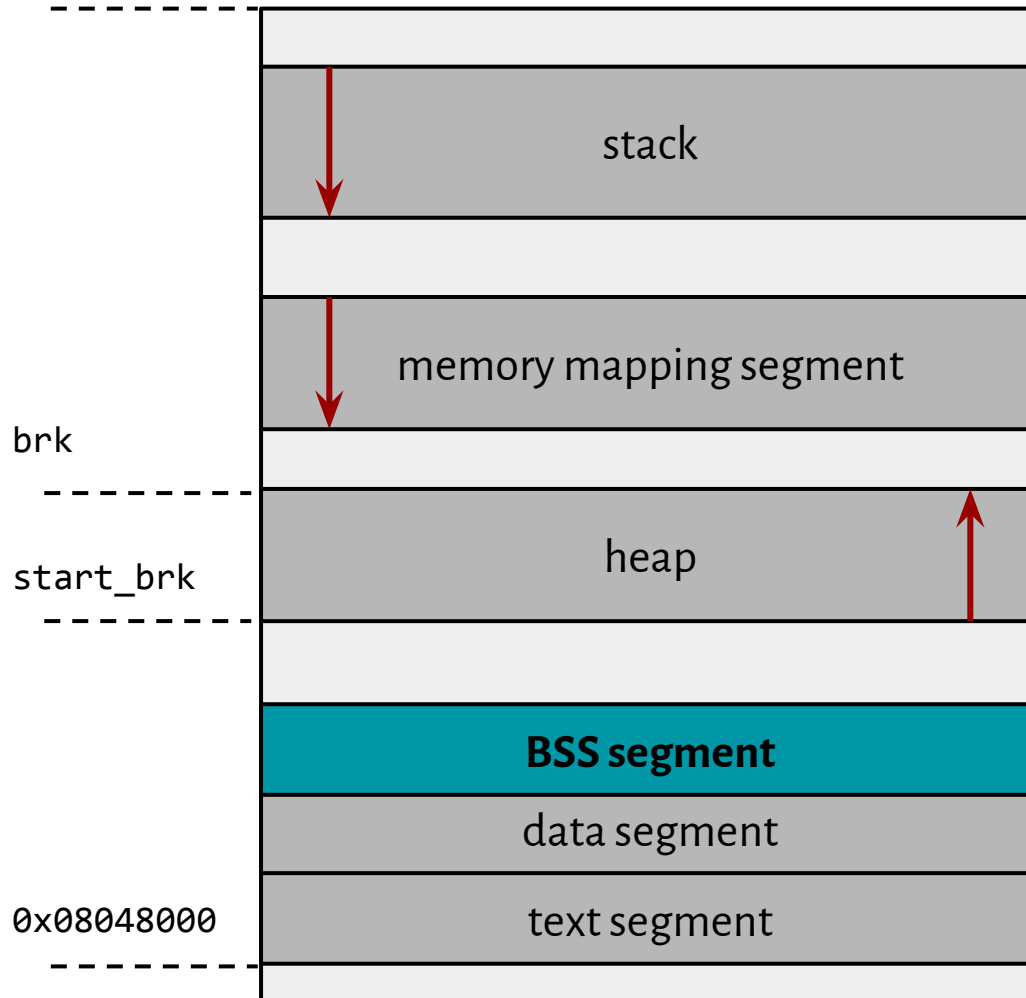 stack
memory mapping segment
brk
heap
start_brk
BSS segment
data segment
0x08048000
text segment